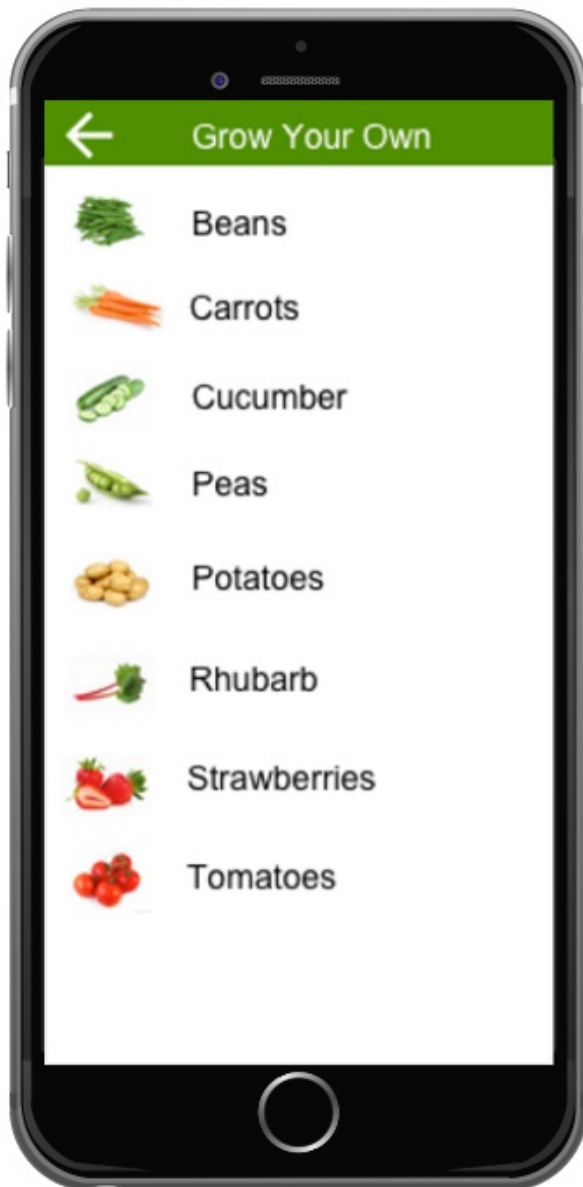 Grow Your Own
Beans
Carrots
Cucumber
Peas
Potatoes
Rhubarb
Strawberries
Tomatoes